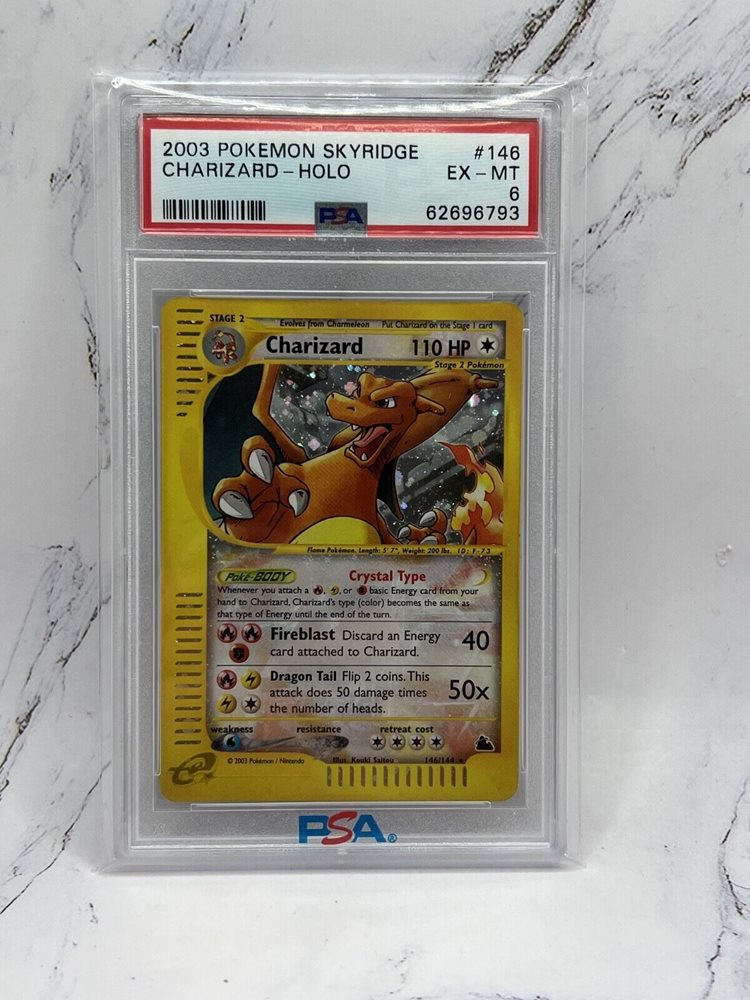 2003 POKEMON SKYRIDGE #146
CHARIZARD - HOLO EX - MT
6
PSA 62696793
STAGE 2 Evolves from Charmeleon Put Charizard on the Stage 1 card
Charizard 110 HP
Stage 2 Pokémon
Flame Pokémon. Length: 5' 7", Weight: 200 lbs. ID: F-73
Poké-BODY Crystal Type
Whenever you attach a , , or basic Energy card from your
hand to Charizard, Charizard's type (color) becomes the same as
that type of Energy until the end of the turn.
Fireblast Discard an Energy 40
card attached to Charizard.
Dragon Tail Flip 2 coins. This
attack does 50 damage times 50x
the number of heads.
weakness resistance retreat cost
© 2003 Pokémon / Nintendo Illus. Kouki Saitou 146/144
e
PSA®